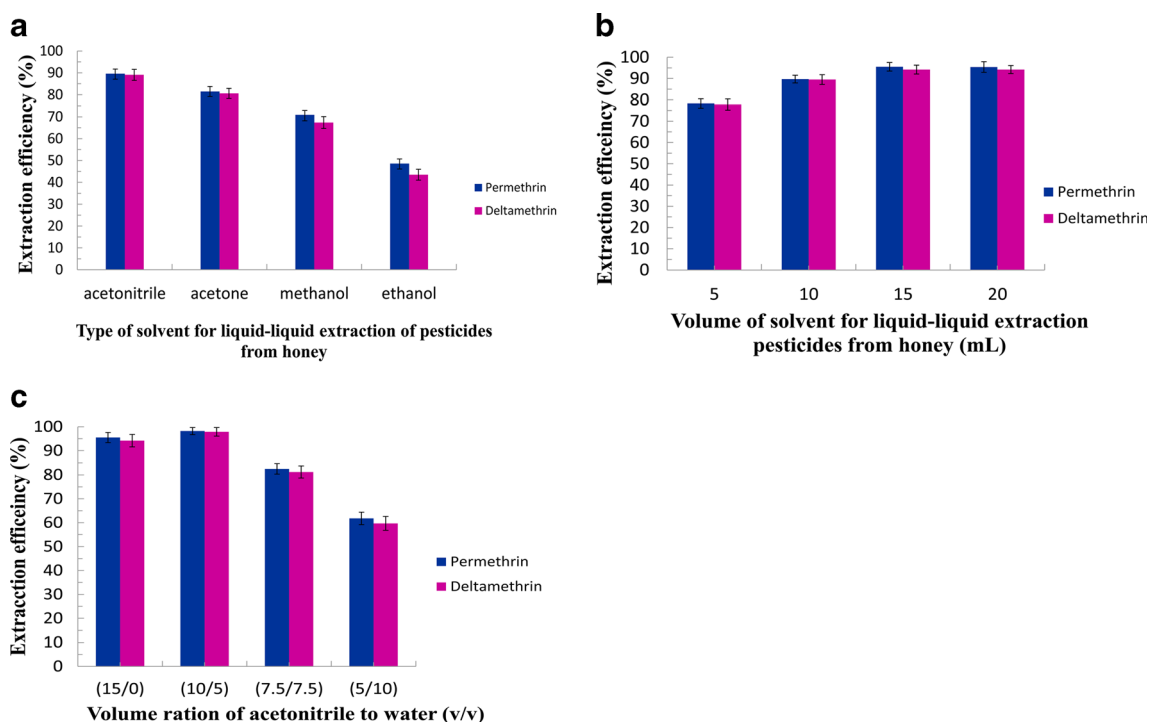 a
Extraction efficiency (%)
100
90
80
70
60
50
40
30
20
10
0
acetonitrile acetone methanol ethanol
Type of solvent for liquid-liquid extraction of pesticides
from honey
Permethrin
Deltamethrin
b
Extraction efficeincy (%)
100
90
80
70
60
50
40
30
20
10
0
5 10 15 20
Volume of solvent for liquid-liquid extraction
pesticides from honey (mL)
Permethrin
Deltamethrin
c
Extracction efficeincy (%)
100
90
80
70
60
50
40
30
20
10
0
(15/0) (10/5) (7.5/7.5) (5/10)
Volume ration of acetonitrile to water (v/v)
Permethrin
Deltamethrin